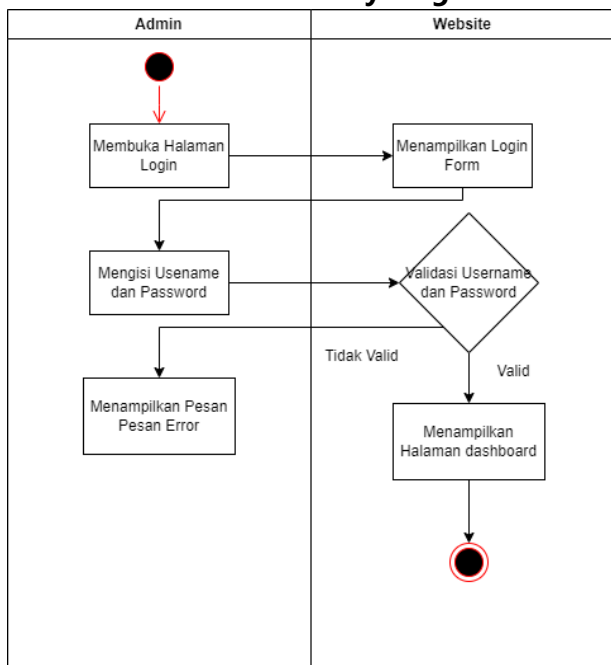 Admin
Website
Membuka Halaman
Login
Menampilkan Login
Form
Mengisi Usename
dan Password
Validasi Username
dan Password
Tidak Valid
Valid
Menampilkan Pesan
Pesan Error
Menampilkan
Halaman dashboard